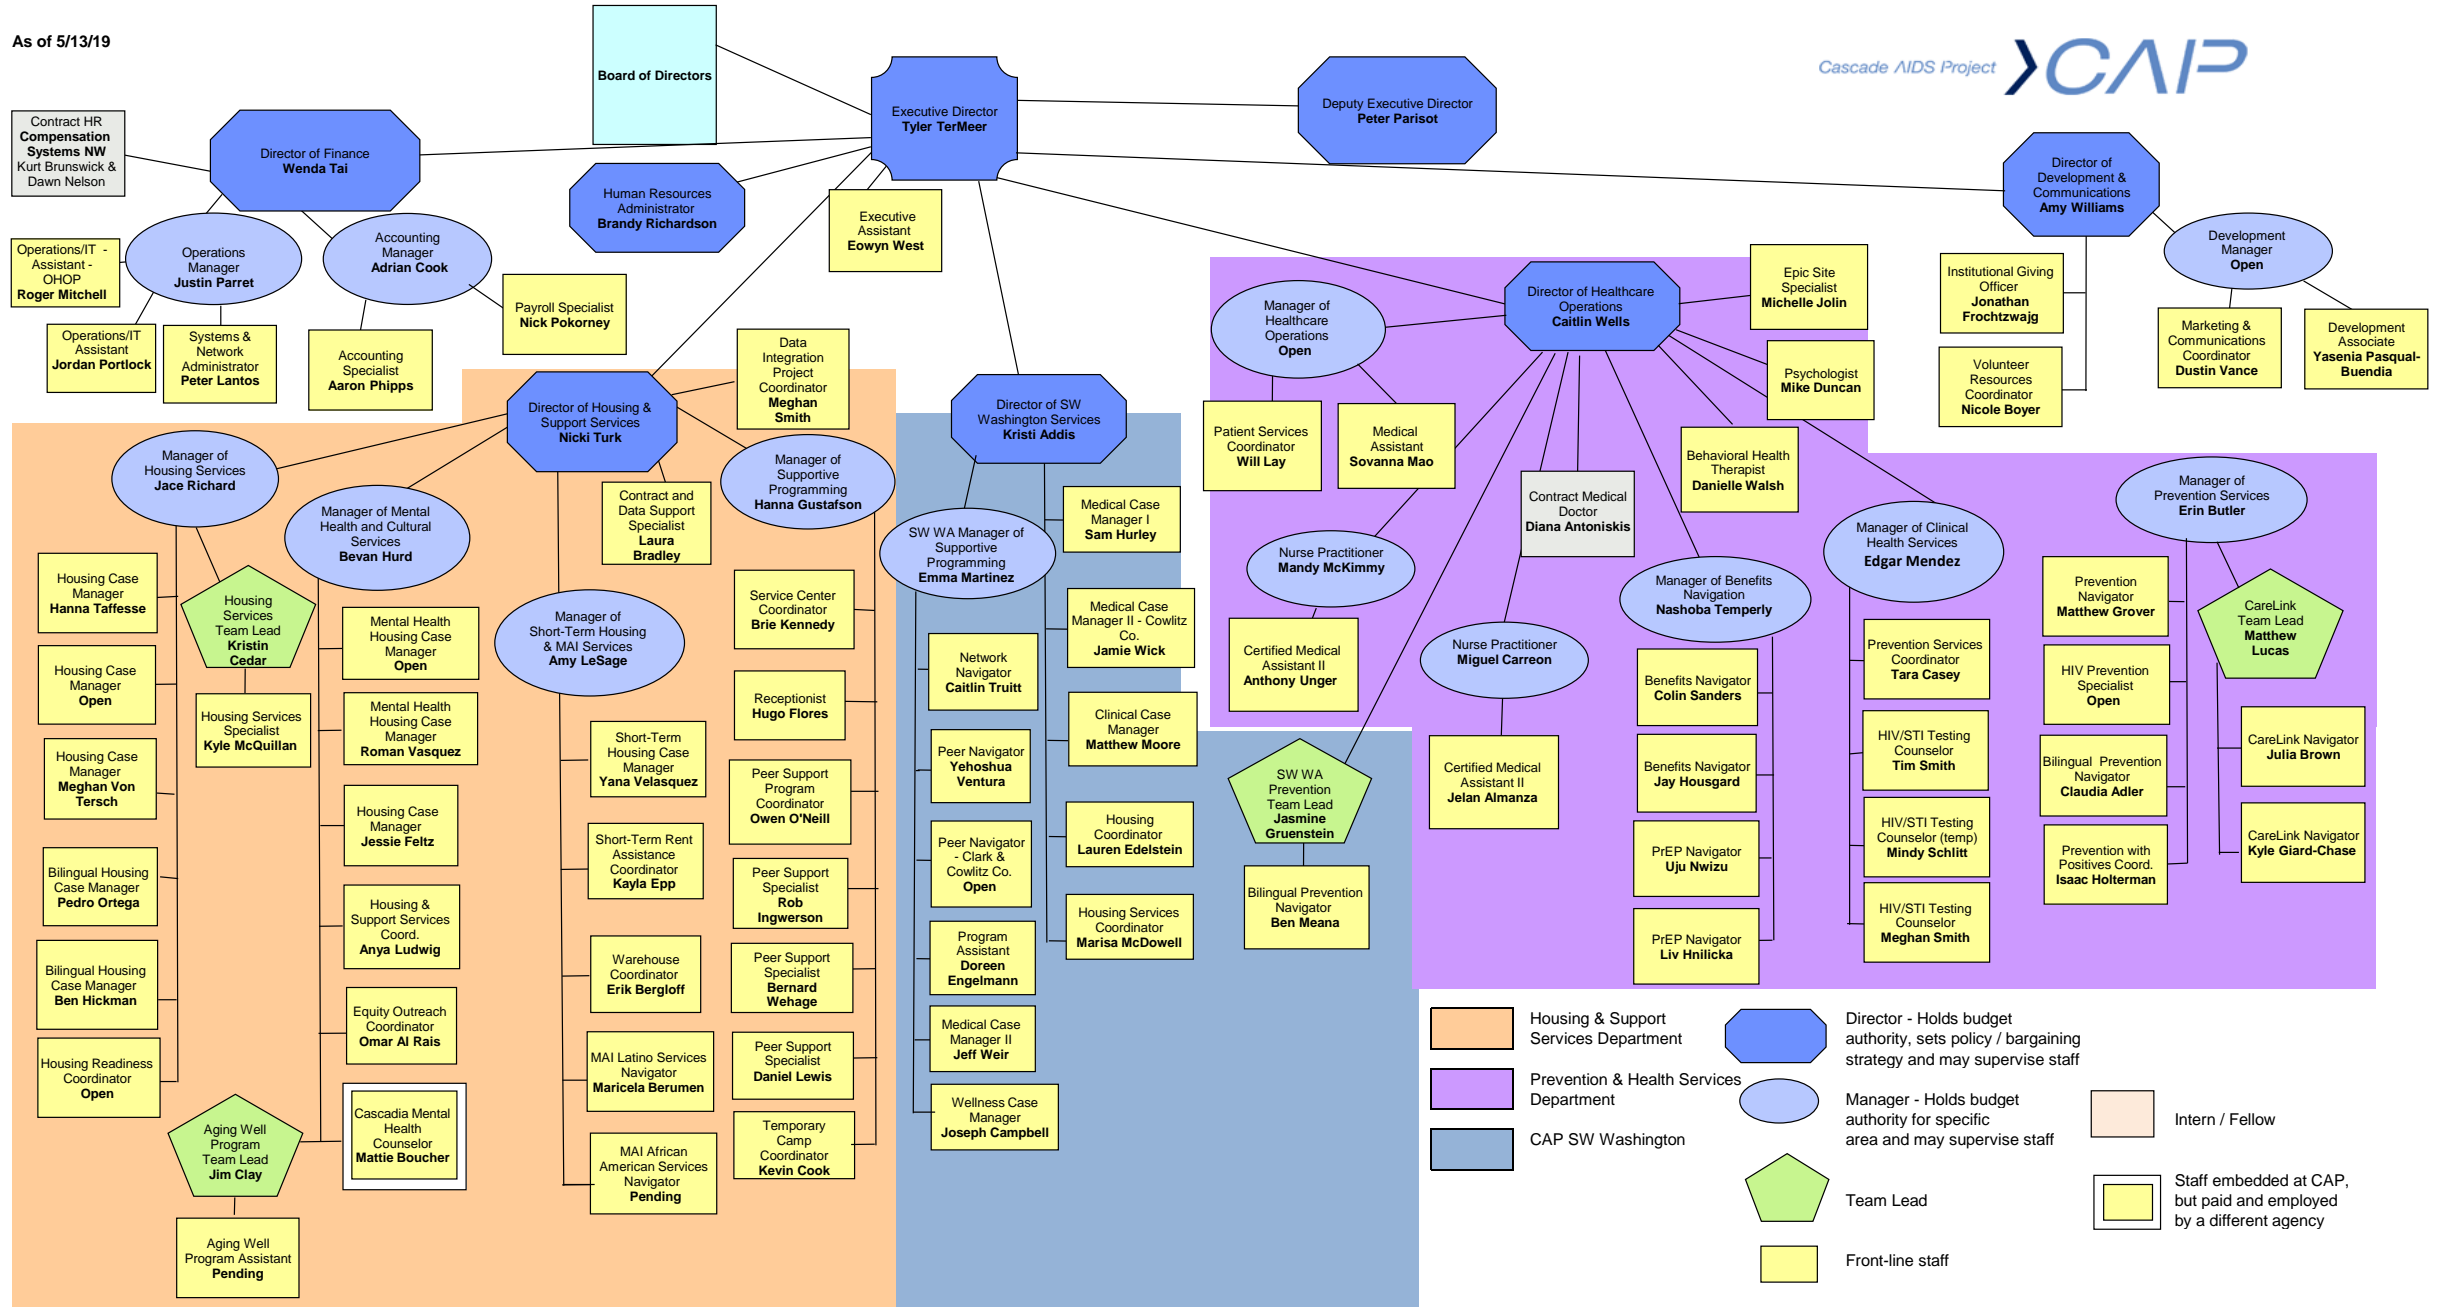 As of 5/13/19
Board of Directors
Executive Director
Tyler TerMeer
Deputy Executive Director
Peter Parisot
Cascade AIDS Project
CAP
Contract HR
Compensation
Systems NW
Kurt Brunswick &
Dawn Nelson
Director of Finance
Wenda Tai
Human Resources
Administrator
Brandy Richardson
Executive
Assistant
Eowyn West
Director of
Development &
Communications
Amy Williams
Operations/IT -
Assistant -
OHOP
Roger Mitchell
Operations
Manager
Justin Parret
Accounting
Manager
Adrian Cook
Operations/IT
Assistant
Jordan Portlock
Systems &
Network
Administrator
Peter Lantos
Accounting
Specialist
Aaron Phipps
Payroll Specialist
Nick Pokorney
Development
Manager
Open
Institutional Giving
Officer
Jonathan
Frochtzwajg
Volunteer
Resources
Coordinator
Nicole Boyer
Marketing &
Communications
Coordinator
Dustin Vance
Development
Associate
Yasenia Pasqual-
Buendia
Director of Housing &
Support Services
Nicki Turk
Data
Integration
Project
Coordinator
Meghan
Smith
Contract and
Data Support
Specialist
Laura
Bradley
Manager of
Housing Services
Jace Richard
Manager of Mental
Health and Cultural
Services
Bevan Hurd
Manager of
Supportive
Programming
Hanna Gustafson
Manager of
Short-Term Housing
& MAI Services
Amy LeSage
Housing Case
Manager
Hanna Taffesse
Housing Case
Manager
Open
Housing Case
Manager
Meghan Von
Tersch
Bilingual Housing
Case Manager
Pedro Ortega
Bilingual Housing
Case Manager
Ben Hickman
Housing Readiness
Coordinator
Open
Housing
Services
Team Lead
Kristin
Cedar
Housing Services
Specialist
Kyle McQuillan
Mental Health
Housing Case
Manager
Open
Mental Health
Housing Case
Manager
Roman Vasquez
Housing Case
Manager
Jessie Feltz
Housing &
Support Services
Coord.
Anya Ludwig
Equity Outreach
Coordinator
Omar Al Rais
Cascadia Mental
Health
Counselor
Mattie Boucher
Aging Well
Program
Team Lead
Jim Clay
Aging Well
Program Assistant
Pending
Short-Term
Housing Case
Manager
Yana Velasquez
Short-Term Rent
Assistance
Coordinator
Kayla Epp
Warehouse
Coordinator
Erik Bergloff
MAI Latino Services
Navigator
Maricela Berumen
MAI African
American Services
Navigator
Pending
Service Center
Coordinator
Brie Kennedy
Receptionist
Hugo Flores
Peer Support
Program
Coordinator
Owen O'Neill
Peer Support
Specialist
Rob
Ingwerson
Peer Support
Specialist
Bernard
Wehage
Peer Support
Specialist
Daniel Lewis
Temporary
Camp
Coordinator
Kevin Cook
Director of SW
Washington Services
Kristi Addis
SW WA Manager of
Supportive
Programming
Emma Martinez
Network
Navigator
Caitlin Truitt
Peer Navigator
Yehoshua
Ventura
Peer Navigator
- Clark &
Cowlitz Co.
Open
Program
Assistant
Doreen
Engelmann
Medical Case
Manager II
Jeff Weir
Wellness Case
Manager
Joseph Campbell
Medical Case
Manager I
Sam Hurley
Medical Case
Manager II - Cowlitz
Co.
Jamie Wick
Clinical Case
Manager
Matthew Moore
Housing
Coordinator
Lauren Edelstein
Housing Services
Coordinator
Marisa McDowell
Director of Healthcare
Operations
Caitlin Wells
Epic Site
Specialist
Michelle Jolin
Psychologist
Mike Duncan
Behavioral Health
Therapist
Danielle Walsh
Manager of
Healthcare
Operations
Open
Patient Services
Coordinator
Will Lay
Medical
Assistant
Sovanna Mao
Contract Medical
Doctor
Diana Antoniskis
Nurse Practitioner
Mandy McKimmy
Certified Medical
Assistant II
Anthony Unger
Nurse Practitioner
Miguel Carreon
Certified Medical
Assistant II
Jelan Almanza
SW WA
Prevention
Team Lead
Jasmine
Gruenstein
Bilingual Prevention
Navigator
Ben Meana
Manager of Benefits
Navigation
Nashoba Temperly
Benefits Navigator
Colin Sanders
Benefits Navigator
Jay Housgard
PrEP Navigator
Uju Nwizu
PrEP Navigator
Liv Hnilicka
Manager of Clinical
Health Services
Edgar Mendez
Prevention Services
Coordinator
Tara Casey
HIV/STI Testing
Counselor
Tim Smith
HIV/STI Testing
Counselor (temp)
Mindy Schlitt
HIV/STI Testing
Counselor
Meghan Smith
Manager of
Prevention Services
Erin Butler
Prevention
Navigator
Matthew Grover
HIV Prevention
Specialist
Open
Bilingual Prevention
Navigator
Claudia Adler
Prevention with
Positives Coord.
Isaac Holterman
CareLink
Team Lead
Matthew
Lucas
CareLink Navigator
Julia Brown
CareLink Navigator
Kyle Giard-Chase
Housing & Support
Services Department
Prevention & Health Services
Department
CAP SW Washington
Director - Holds budget
authority, sets policy / bargaining
strategy and may supervise staff
Manager - Holds budget
authority for specific
area and may supervise staff
Team Lead
Front-line staff
Intern / Fellow
Staff embedded at CAP,
but paid and employed
by a different agency